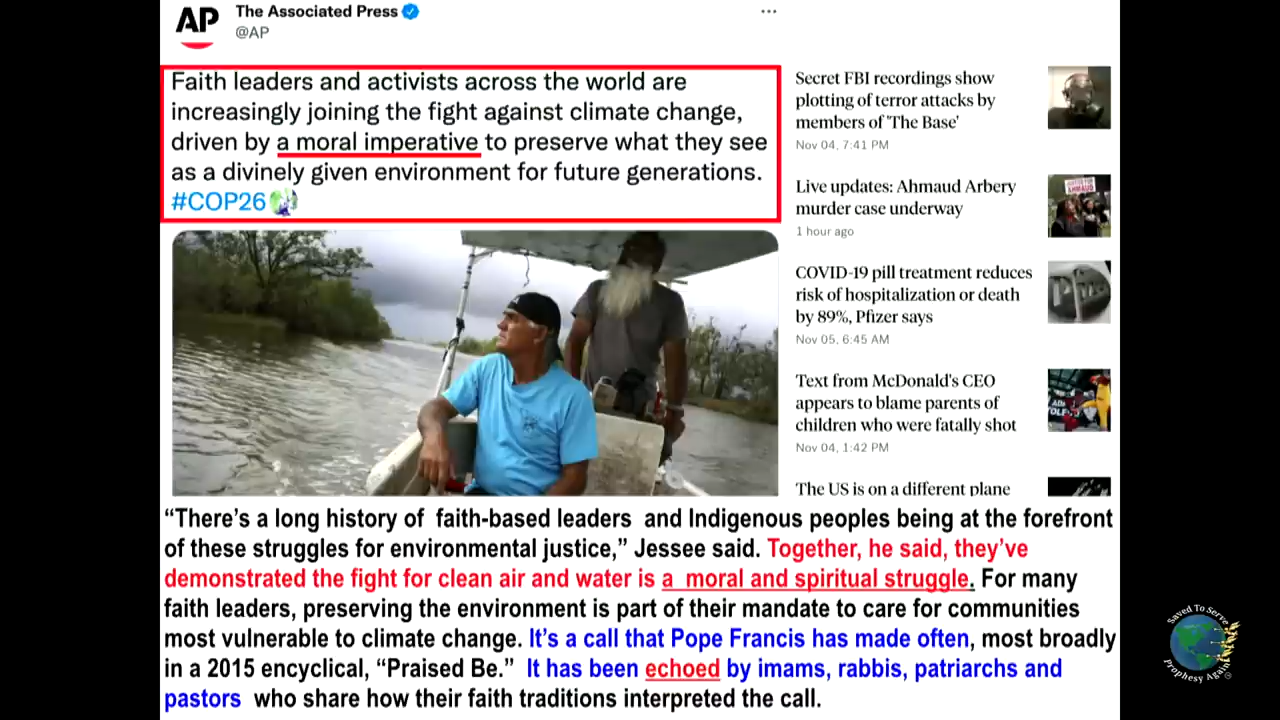 AP
The Associated Press
@AP
Faith leaders and activists across the world are
increasingly joining the fight against climate change,
driven by a moral imperative to preserve what they see
as a divinely given environment for future generations.
#COP26
Secret FBI recordings show
plotting of terror attacks by
members of 'The Base'
Nov 04, 7:41 PM
Live updates: Ahmaud Arbery
murder case underway
1 hour ago
COVID-19 pill treatment reduces
risk of hospitalization or death
by 89%, Pfizer says
Nov 05, 6:45 AM
Text from McDonald's CEO
appears to blame parents of
children who were fatally shot
Nov 04, 1:42 PM
The US is on a different plane
“There’s a long history of faith-based leaders and Indigenous peoples being at the forefront
of these struggles for environmental justice,” Jessee said. Together, he said, they’ve
demonstrated the fight for clean air and water is a moral and spiritual struggle. For many
faith leaders, preserving the environment is part of their mandate to care for communities
most vulnerable to climate change. It’s a call that Pope Francis has made often, most broadly
in a 2015 encyclical, “Praised Be.” It has been echoed by imams, rabbis, patriarchs and
pastors who share how their faith traditions interpreted the call.
Saved To Serve
Prophesy Again